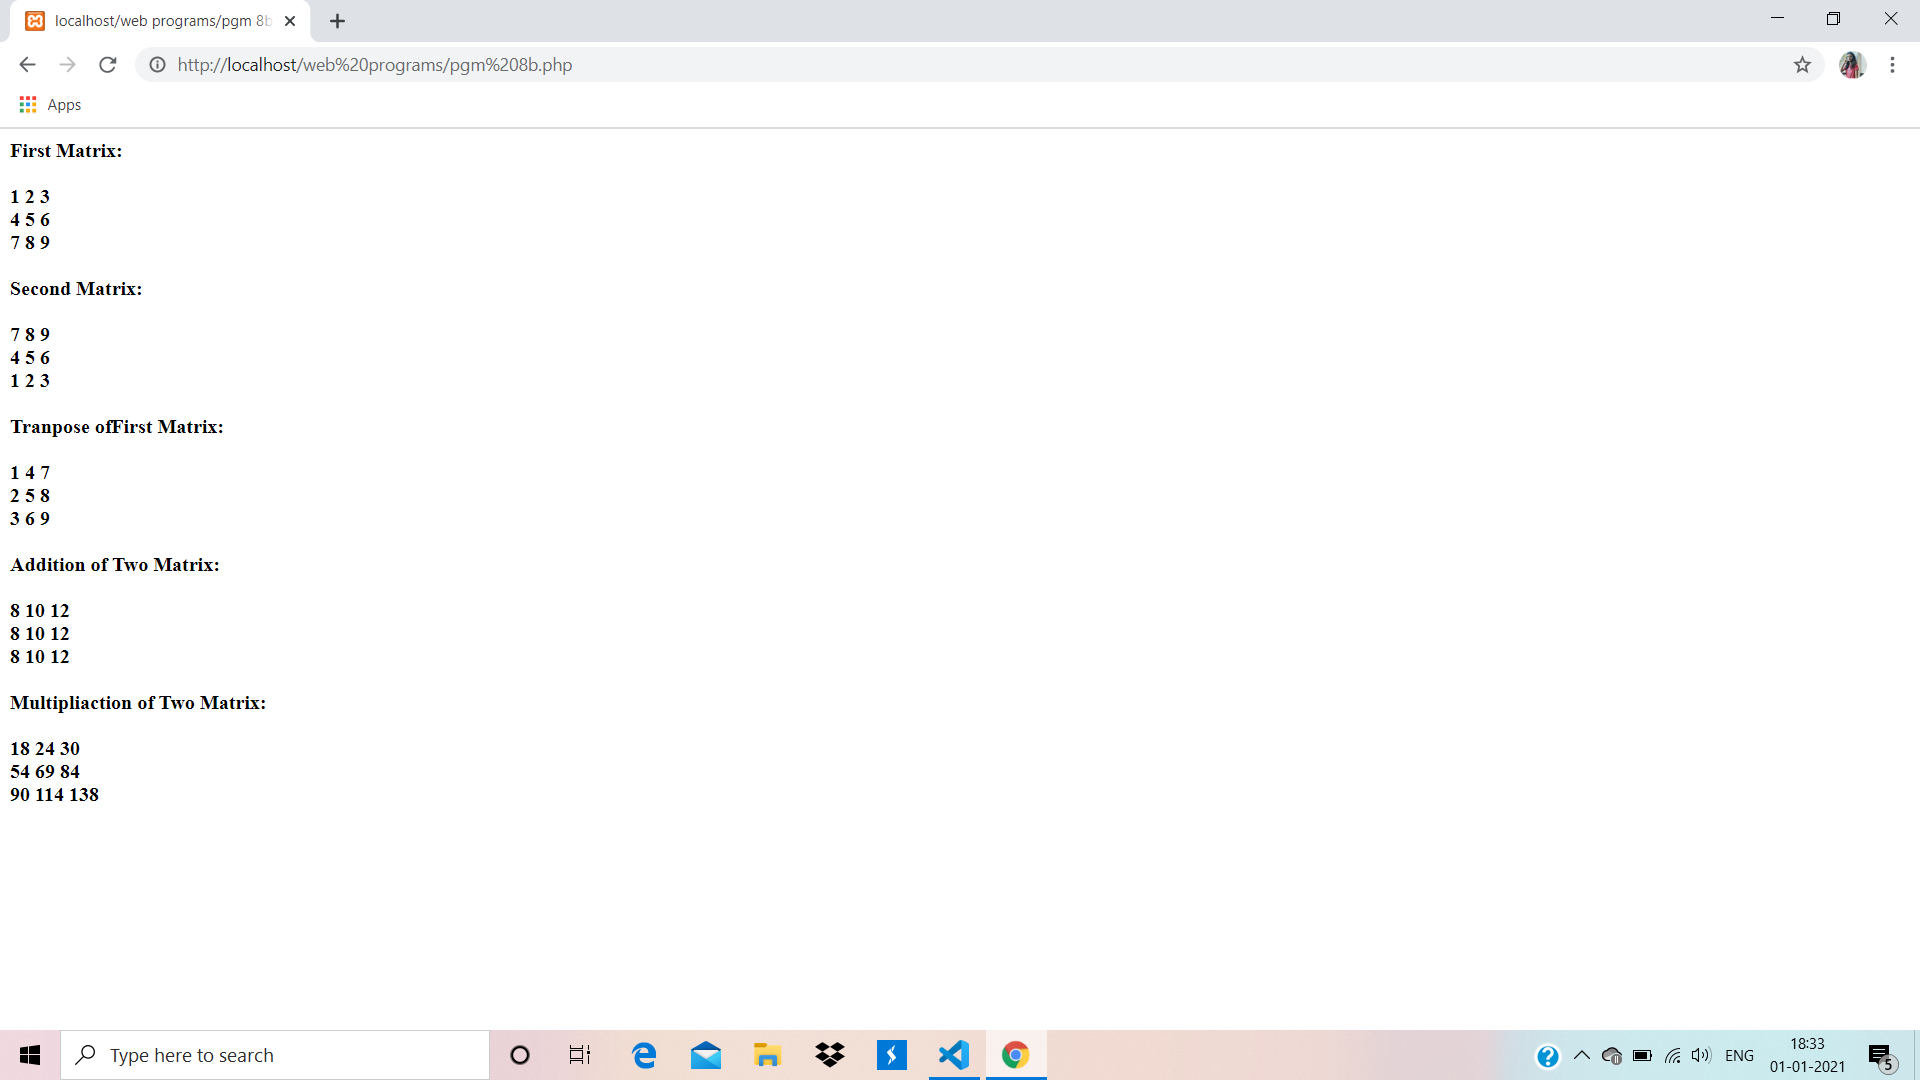 localhost/web programs/pgm 8b
http://localhost/web%20programs/pgm%208b.php
Apps
First Matrix:
1 2 3
4 5 6
7 8 9
Second Matrix:
7 8 9
4 5 6
1 2 3
Tranpose ofFirst Matrix:
1 4 7
2 5 8
3 6 9
Addition of Two Matrix:
8 10 12
8 10 12
8 10 12
Multipliaction of Two Matrix:
18 24 30
54 69 84
90 114 138
Type here to search
ENG
18:33
01-01-2021
5